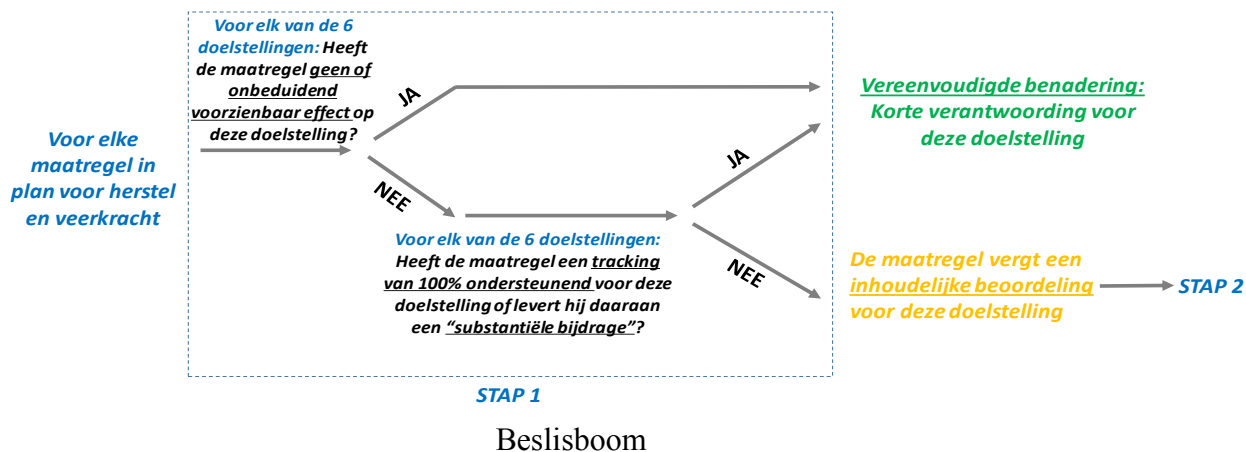 Voor elke
maatregel in
plan voor herstel
en veerkracht
Voor elk van de 6
doelstellingen: Heeft
de maatregel geen of
onbeduidend
voorzienbaar effect op
deze doelstelling?
JA
NEE
Voor elk van de 6 doelstellingen:
Heeft de maatregel een tracking
van 100% ondersteunend voor deze
doelstelling of levert hij daaraan
een “substantiële bijdrage”?
JA
NEE
Vereenvoudigde benadering:
Korte verantwoording voor
deze doelstelling
De maatregel vergt een
inhoudelijke beoordeling
voor deze doelstelling
STAP 2
STAP 1
Beslisboom